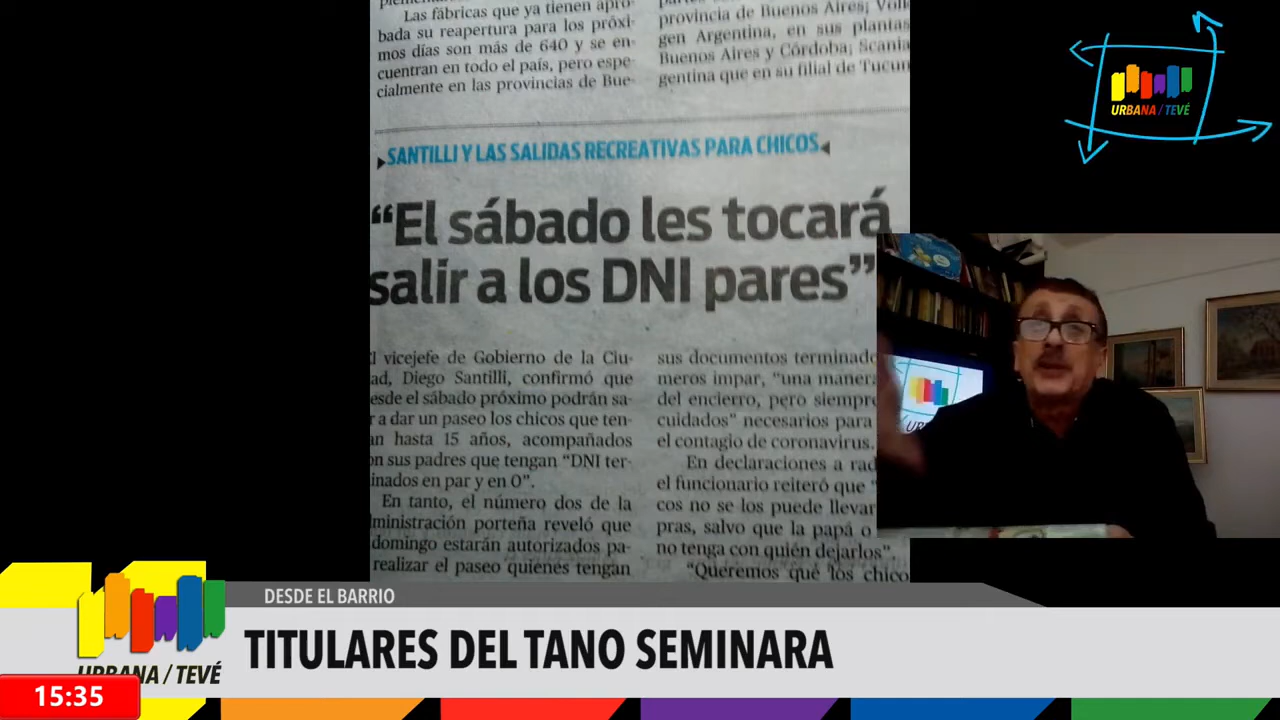 Las fábricas que ya tienen apro-
bada su reapertura para los próxi-
mos días son más de 640 y se en-
cuentran en todo el país, pero espe-
cialmente en las provincias de Bue-
provincia de Buenos Aires; Volk
gen Argentina, en sus plantas
Buenos Aires y Córdoba; Scania
gentina que en su filial de Tucun
URBANA / TEVÉ
SANTILLI Y LAS SALIDAS RECREATIVAS PARA CHICOS
“El sábado les tocará
salir a los DNI pares”
l vicejefe de Gobierno de la Ciu-
ad, Diego Santilli, confirmó que
esde el sábado próximo podrán sa-
r a dar un paseo los chicos que ten-
an hasta 15 años, acompañados
on sus padres que tengan “DNI ter-
inados en par y en 0”.
En tanto, el número dos de la
ministración porteña reveló que
domingo estarán autorizados pa-
realizar el paseo quienes tengan
sus documentos terminado
meros impar, “una manera
del encierro, pero siempre
cuidados” necesarios para
el contagio de coronavirus.
En declaraciones a rad
el funcionario reiteró que “
cos no se los puede llevar
pras, salvo que la papá o
no tenga con quién dejarlos”.
“Queremos que los chico
DESDE EL BARRIO
TITULARES DEL TANO SEMINARA
URBANA / TEVÉ
15:35